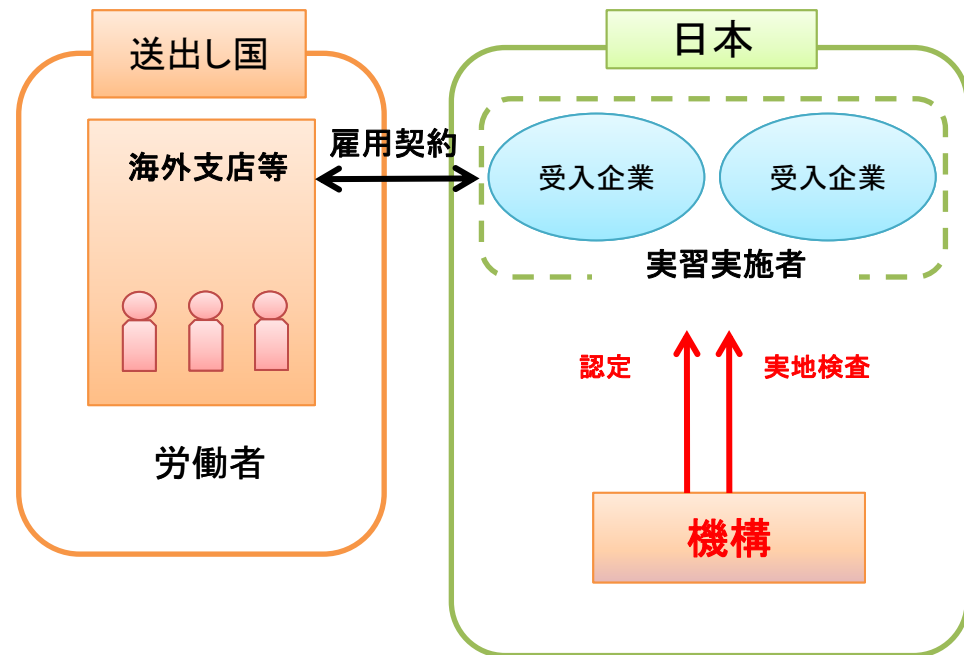 送出し国
海外支店等
労働者
雇用契約
日本
受入企業
受入企業
実習実施者
認定
実地検査
機構